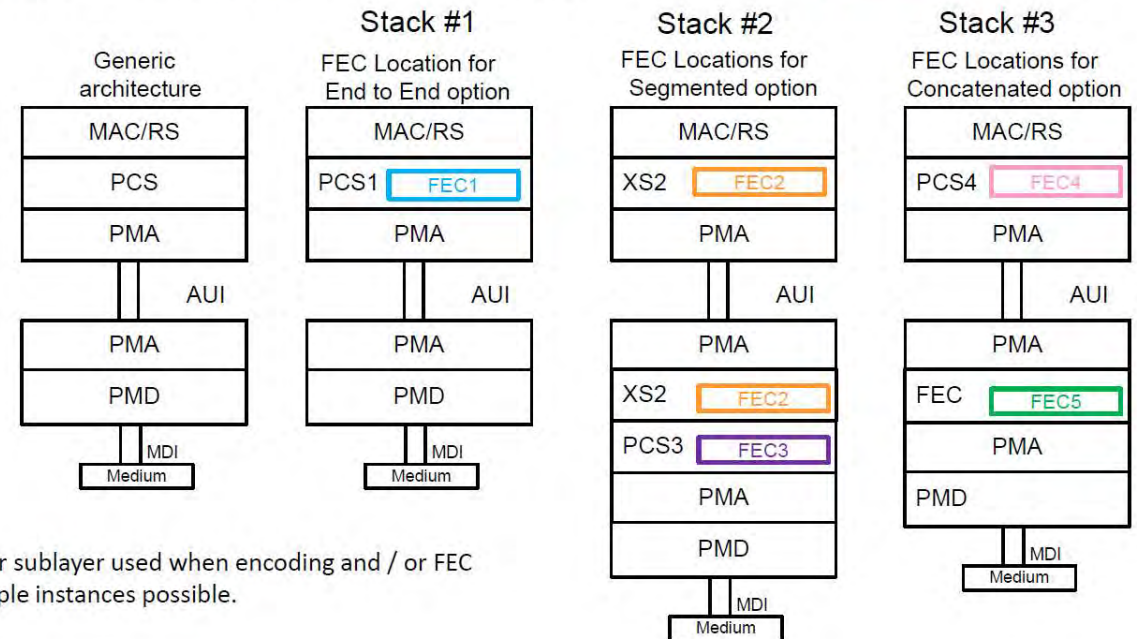 Generic
architecture
MAC/RS
PCS
PMA
AUI
PMA
PMD
MDI
Medium
Stack #1
FEC Location for
End to End option
MAC/RS
PCS1 FEC1
PMA
AUI
PMA
PMD
MDI
Medium
Stack #2
FEC Locations for
Segmented option
MAC/RS
XS2 FEC2
PMA
AUI
PMA
XS2 FEC2
PCS3 FEC3
PMA
PMD
MDI
Medium
Stack #3
FEC Locations for
Concatenated option
MAC/RS
PCS4 FEC4
PMA
AUI
PMA
FEC FEC5
PMA
PMD
MDI
Medium
r sublayer used when encoding and / or FEC
ple instances possible.